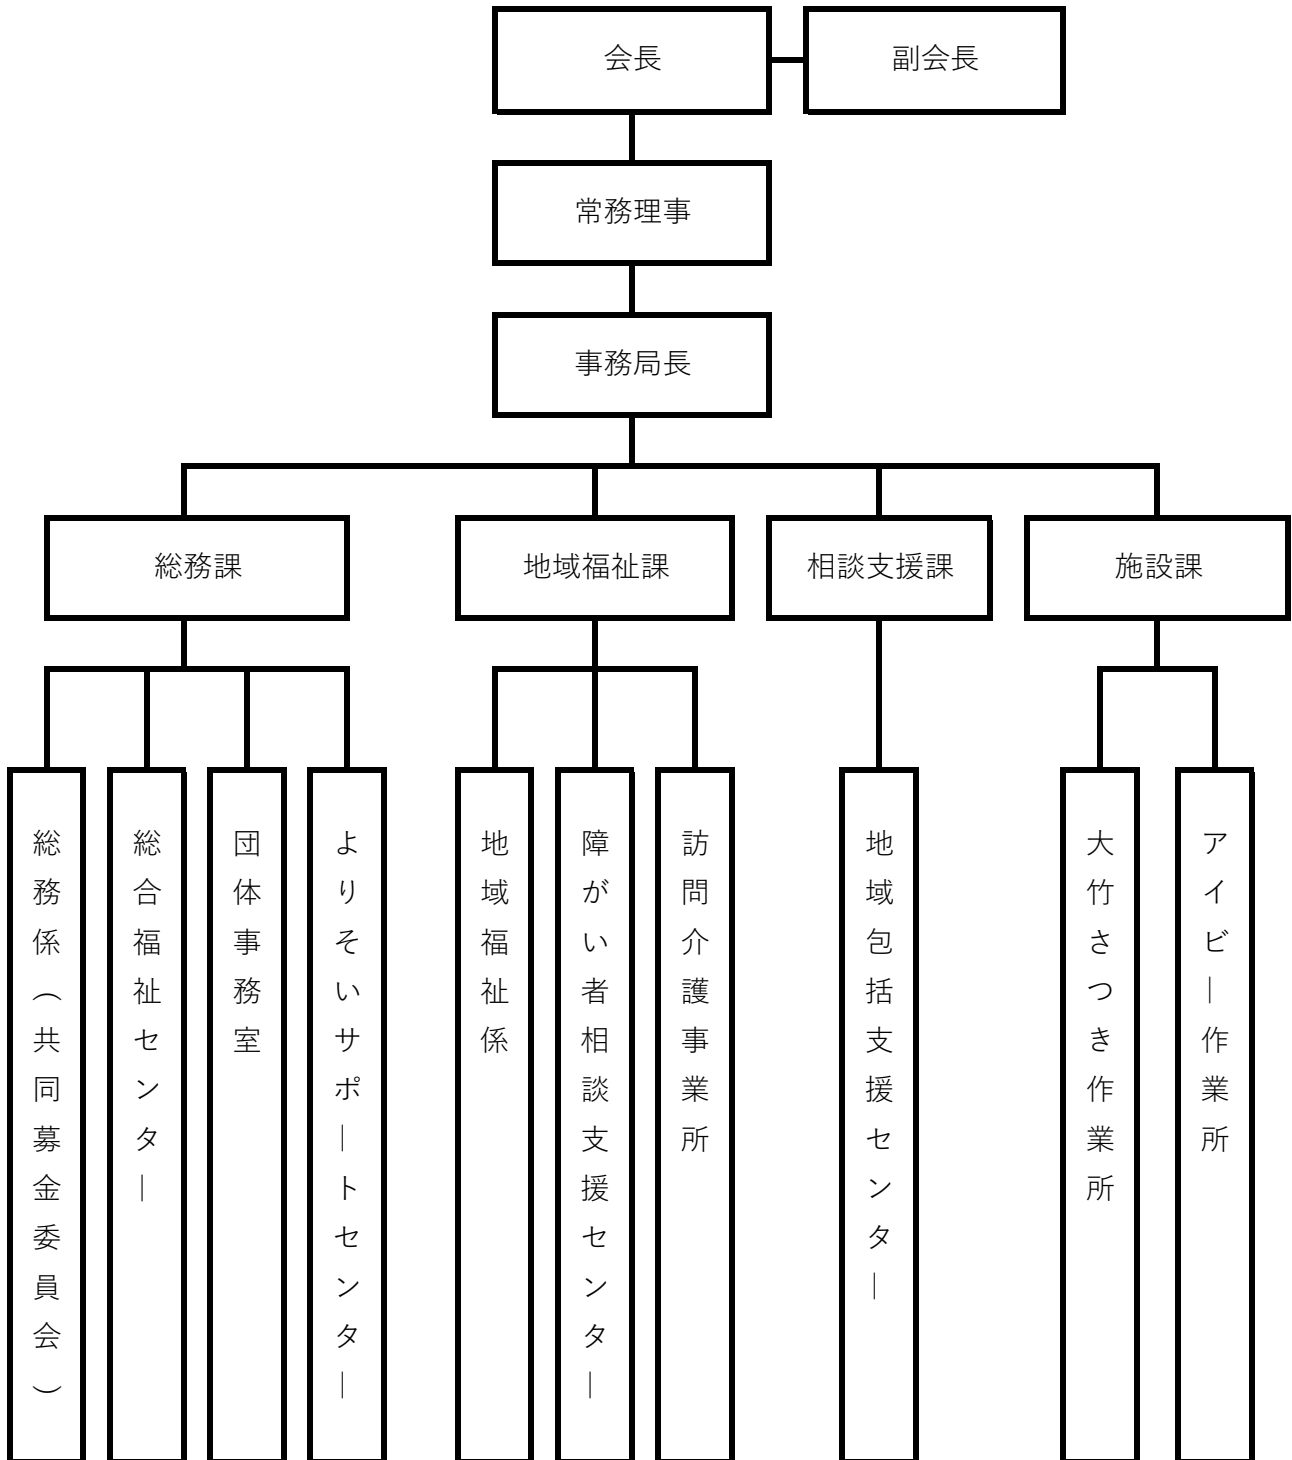 会長
副会長
常務理事
事務局長
総務課
地域福祉課
相談支援課
施設課
総務係（共同募金委員会）
総合福祉センター
団体事務室
よりそいサポートセンター
地域福祉係
障がい者相談支援センター
訪問介護事業所
地域包括支援センター
大竹さつき作業所
アイビー作業所